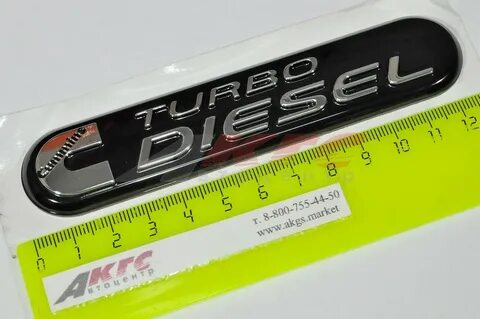 TURBO
DIESEL
Cummins
0 1 2 3 4 5 6 7 8 9 10 11 12
т. 8-800-755-44-50
www.akgs.market
АКГС
Автоцентр